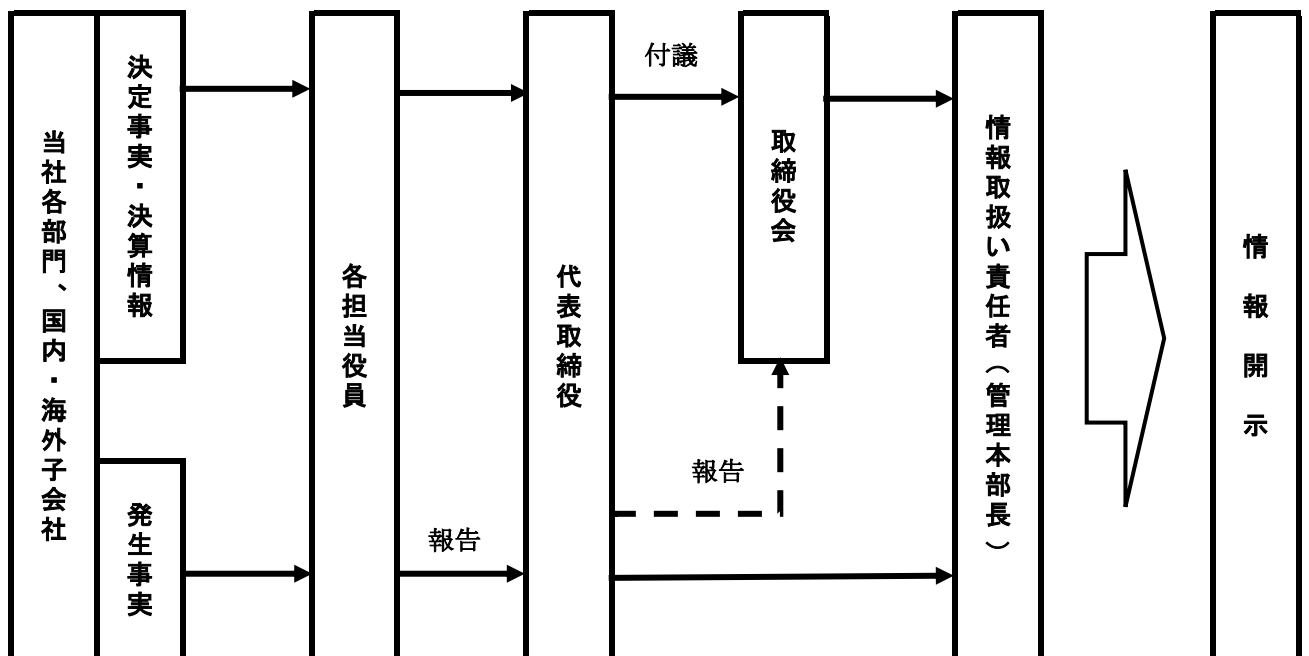 当社各部門、国内・海外子会社
決定事実・決算情報
発生事実
各担当役員
報告
代表取締役
付議
報告
取締役会
情報取扱い責任者（管理本部長）
情報開示